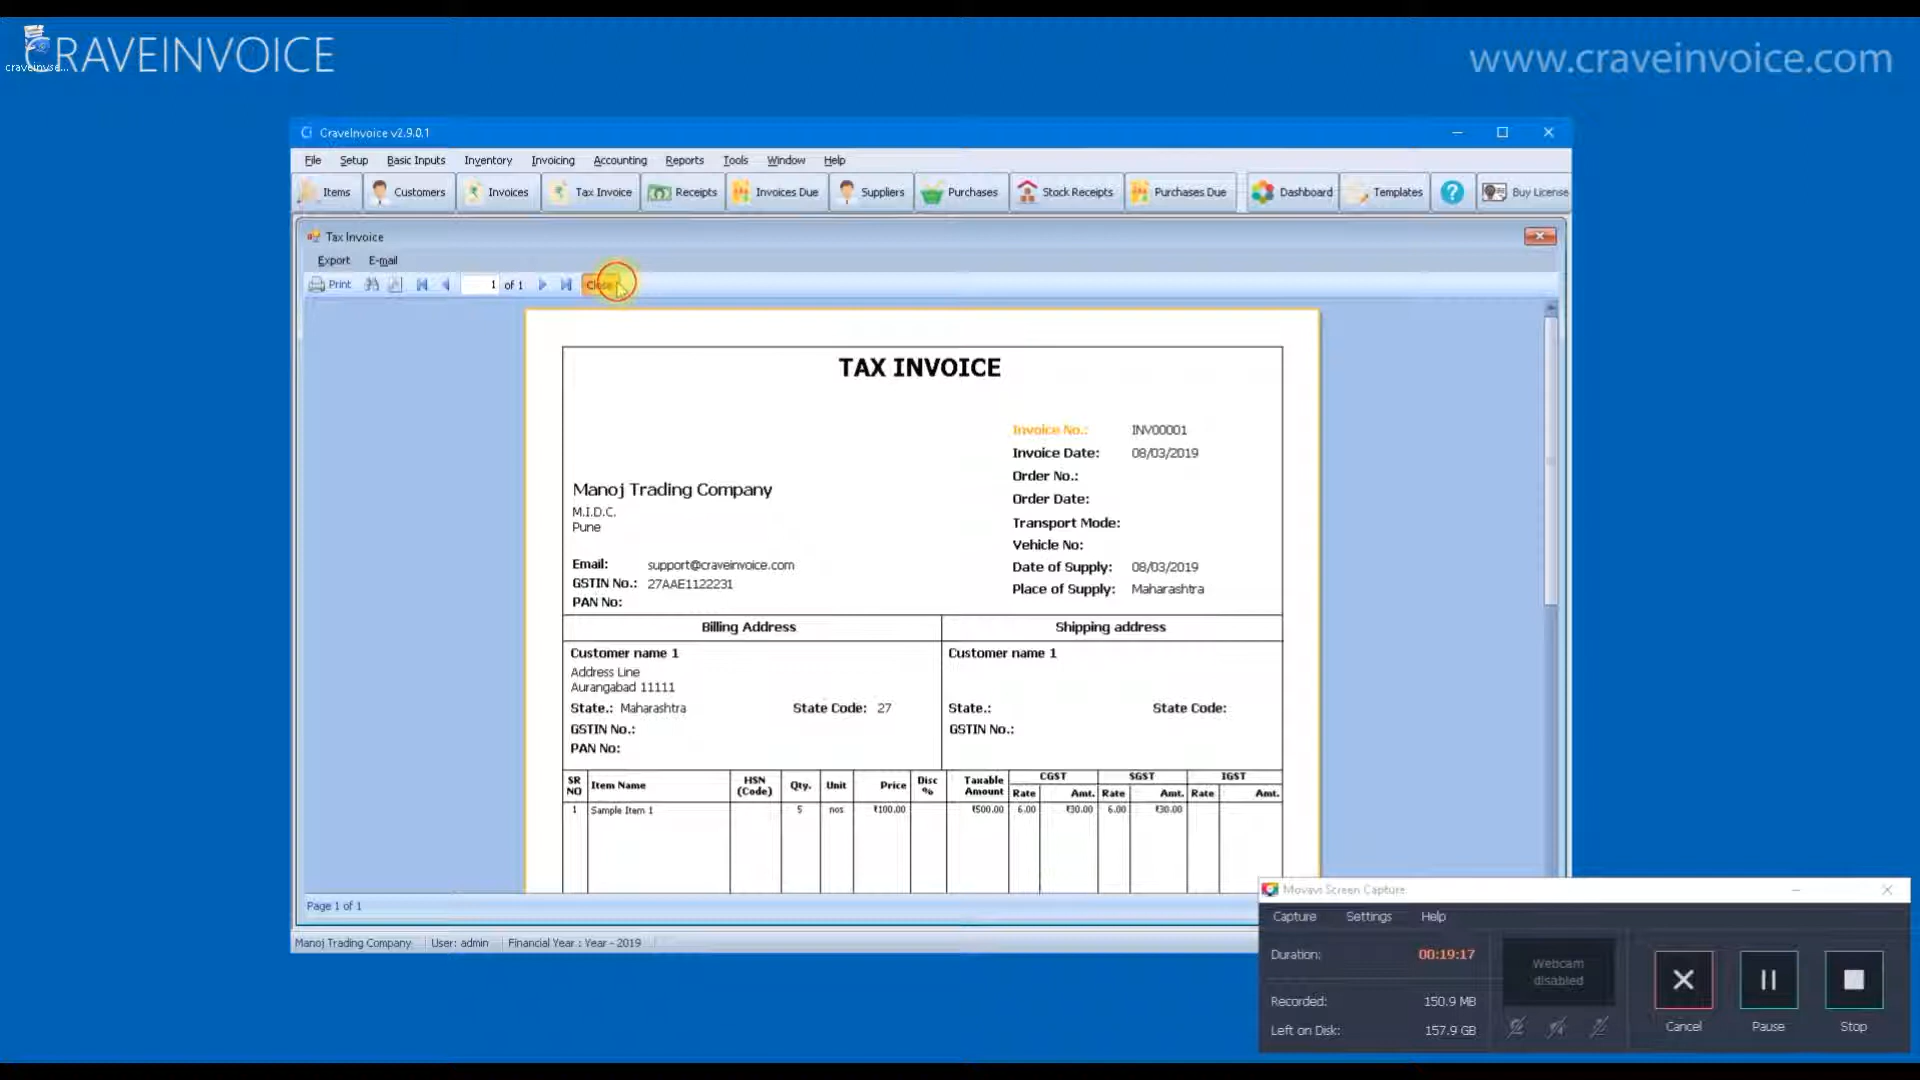 CRAVEINVOICE
www.craveinvoice.com
CraveInvoice v2.9.0.1
File Setup Basic Inputs Inventory Invoicing Accounting Reports Tools Window Help
Items Customers Invoices Tax Invoice Receipts Invoices Due Suppliers Purchases Stock Receipts Purchases Due Dashboard Templates ? Buy License
Tax Invoice
Export E-mail
Print 1 of 1 Close
TAX INVOICE
Invoice No.: INV00001
Invoice Date: 08/03/2019
Order No.:
Order Date:
Transport Mode:
Vehicle No:
Date of Supply: 08/03/2019
Place of Supply: Maharashtra
Manoj Trading Company
M.I.D.C.
Pune
Email: support@craveinvoice.com
GSTIN No.: 27AAE1122231
PAN No:
Billing Address Shipping address
Customer name 1 Customer name 1
Address Line
Aurangabad 11111
State.: Maharashtra State Code: 27 State.: State Code:
GSTIN No.: GSTIN No.:
PAN No:
SR NO Item Name HSN (Code) Qty. Unit Price Disc % Taxable Amount CGST SGST IGST
Rate Amt. Rate Amt. Rate Amt.
1 Sample Item 1 5 nos ₹100.00 ₹500.00 6.00 ₹30.00 6.00 ₹30.00
Page 1 of 1
Manoj Trading Company User: admin Financial Year : Year - 2019
Movavi Screen Capture
Capture Settings Help
Duration: 00:19:17
Webcam disabled
Recorded: 150.9 MB
Left on Disk: 157.9 GB
Cancel Pause Stop